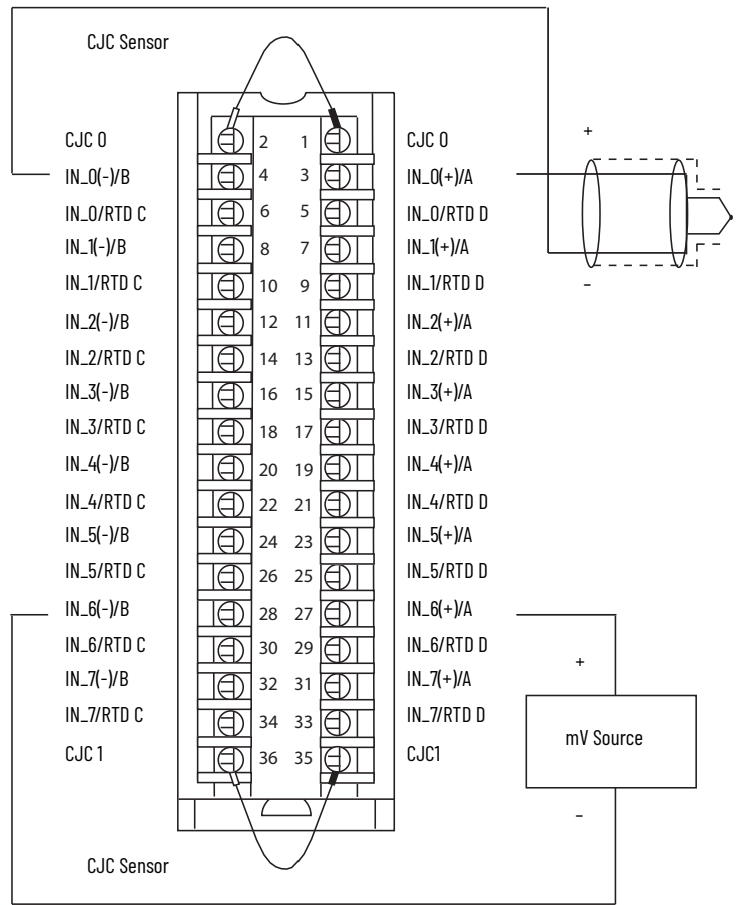 CJC Sensor
CJC 0 2 1 CJC 0
+
IN_0(-)/B 4 3 IN_0(+)/A
IN_0/RTD C 6 5 IN_0/RTD D
IN_1(-)/B 8 7 IN_1(+)/A
IN_1/RTD C 10 9 IN_1/RTD D
–
IN_2(-)/B 12 11 IN_2(+)/A
IN_2/RTD C 14 13 IN_2/RTD D
IN_3(-)/B 16 15 IN_3(+)/A
IN_3/RTD C 18 17 IN_3/RTD D
IN_4(-)/B 20 19 IN_4(+)/A
IN_4/RTD C 22 21 IN_4/RTD D
IN_5(-)/B 24 23 IN_5(+)/A
IN_5/RTD C 26 25 IN_5/RTD D
IN_6(-)/B 28 27 IN_6(+)/A
IN_6/RTD C 30 29 IN_6/RTD D
+
IN_7(-)/B 32 31 IN_7(+)/A
IN_7/RTD C 34 33 IN_7/RTD D
mV Source
CJC 1 36 35 CJC1
–
CJC Sensor